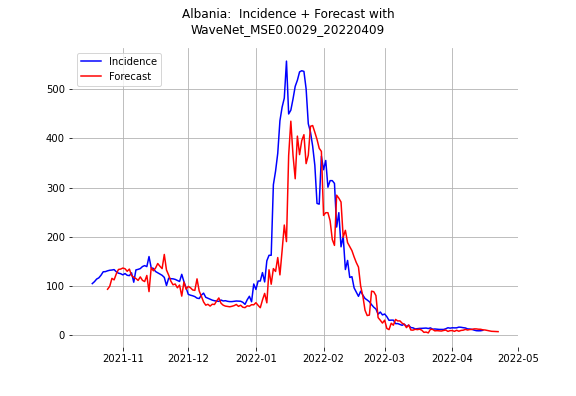 Albania:  Incidence + Forecast with
WaveNet_MSE0.0029_20220409
Incidence
Forecast
500
400
300
200
100
0
2021-11 2021-12 2022-01 2022-02 2022-03 2022-04 2022-05